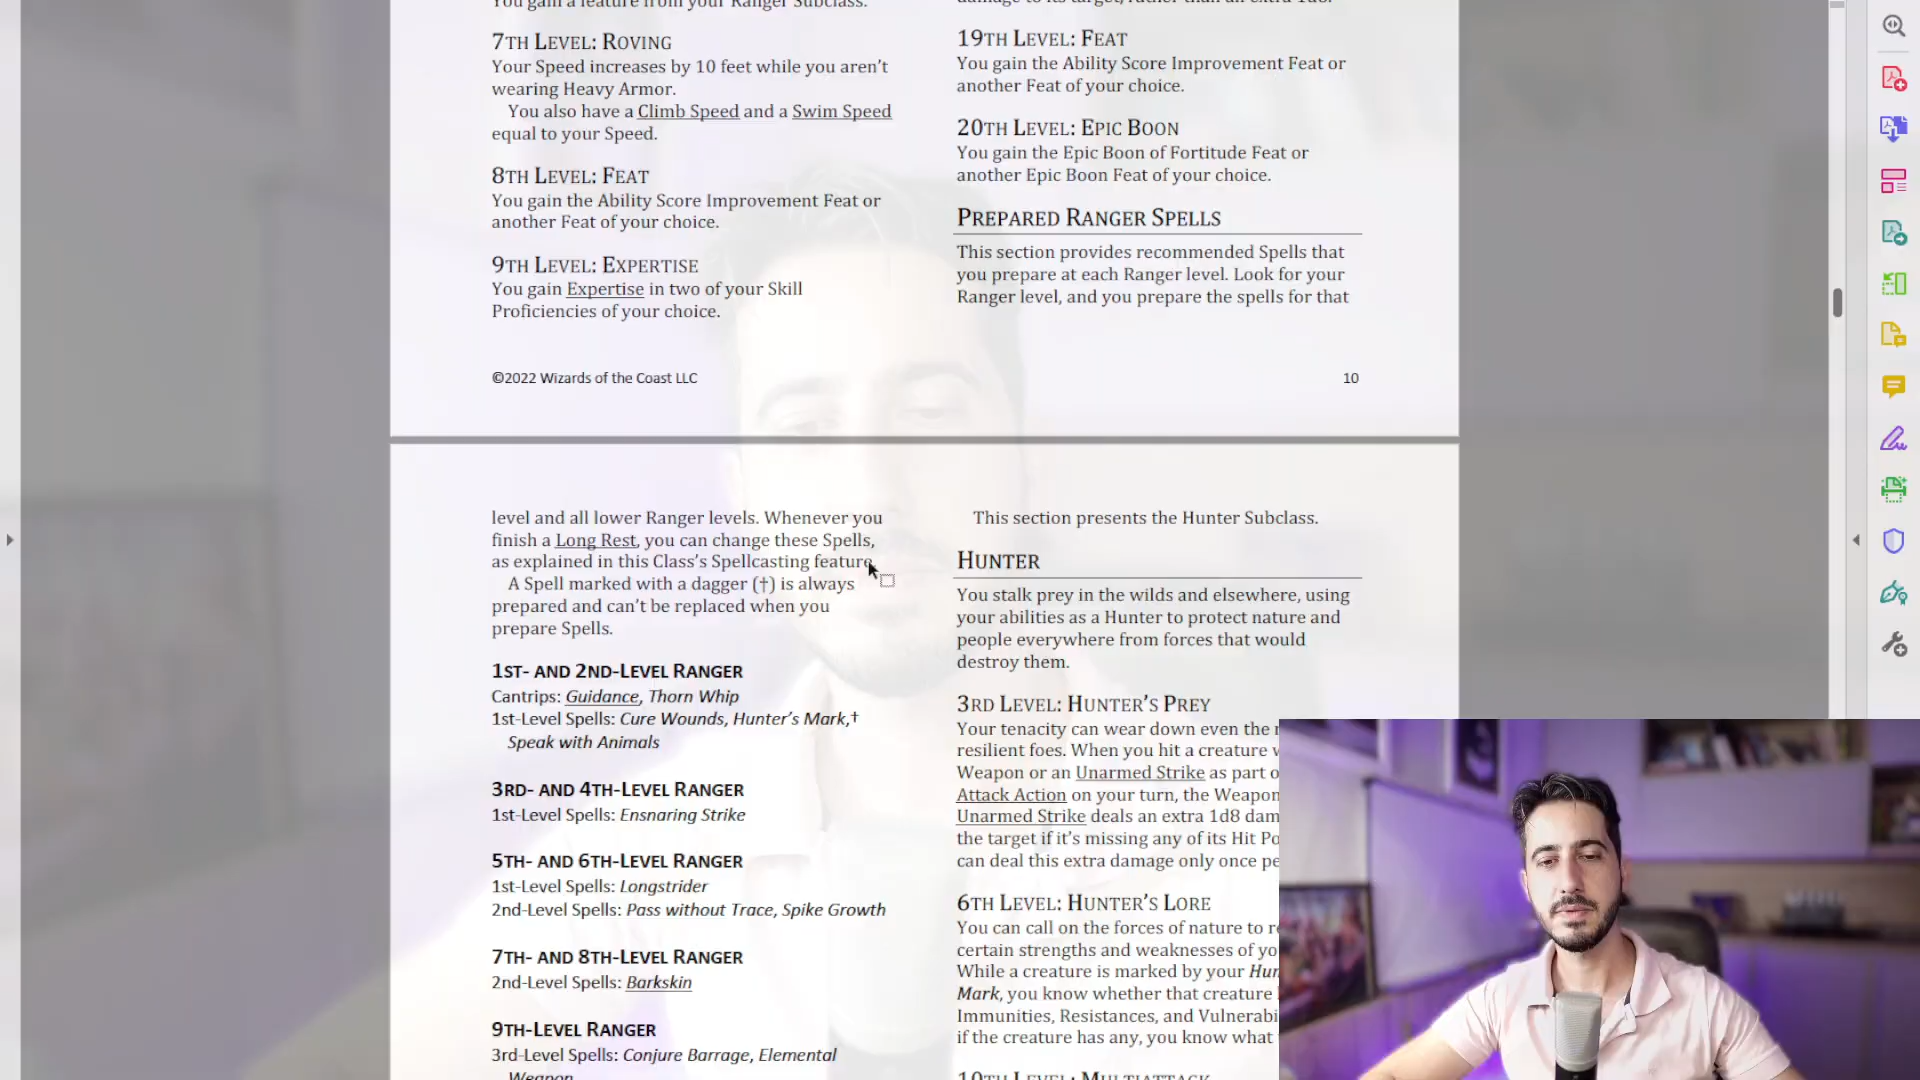 You gain a feature from your Ranger Subclass.
7TH LEVEL: ROVING
Your Speed increases by 10 feet while you aren't
wearing Heavy Armor.
You also have a Climb Speed and a Swim Speed
equal to your Speed.
8TH LEVEL: FEAT
You gain the Ability Score Improvement Feat or
another Feat of your choice.
9TH LEVEL: EXPERTISE
You gain Expertise in two of your Skill
Proficiencies of your choice.
damage to its target, rather than an extra 1d6.
19TH LEVEL: FEAT
You gain the Ability Score Improvement Feat or
another Feat of your choice.
20TH LEVEL: EPIC BOON
You gain the Epic Boon of Fortitude Feat or
another Epic Boon Feat of your choice.
PREPARED RANGER SPELLS
This section provides recommended Spells that
you prepare at each Ranger level. Look for your
Ranger level, and you prepare the spells for that
©2022 Wizards of the Coast LLC
10
level and all lower Ranger levels. Whenever you
finish a Long Rest, you can change these Spells,
as explained in this Class's Spellcasting feature.
A Spell marked with a dagger (†) is always
prepared and can't be replaced when you
prepare Spells.
1ST- AND 2ND-LEVEL RANGER
Cantrips: Guidance, Thorn Whip
1st-Level Spells: Cure Wounds, Hunter's Mark,†
Speak with Animals
3RD- AND 4TH-LEVEL RANGER
1st-Level Spells: Ensnaring Strike
5TH- AND 6TH-LEVEL RANGER
1st-Level Spells: Longstrider
2nd-Level Spells: Pass without Trace, Spike Growth
7TH- AND 8TH-LEVEL RANGER
2nd-Level Spells: Barkskin
9TH-LEVEL RANGER
3rd-Level Spells: Conjure Barrage, Elemental
Weapon
This section presents the Hunter Subclass.
HUNTER
You stalk prey in the wilds and elsewhere, using
your abilities as a Hunter to protect nature and
people everywhere from forces that would
destroy them.
3RD LEVEL: HUNTER'S PREY
Your tenacity can wear down even the
resilient foes. When you hit a creature
Weapon or an Unarmed Strike as part o
Attack Action on your turn, the Weapon
Unarmed Strike deals an extra 1d8 dam
the target if it's missing any of its Hit Po
can deal this extra damage only once pe
6TH LEVEL: HUNTER'S LORE
You can call on the forces of nature to r
certain strengths and weaknesses of yo
While a creature is marked by your Hun
Mark, you know whether that creature
Immunities, Resistances, and Vulnerabi
if the creature has any, you know what
10TH LEVEL: MULTIATTACK